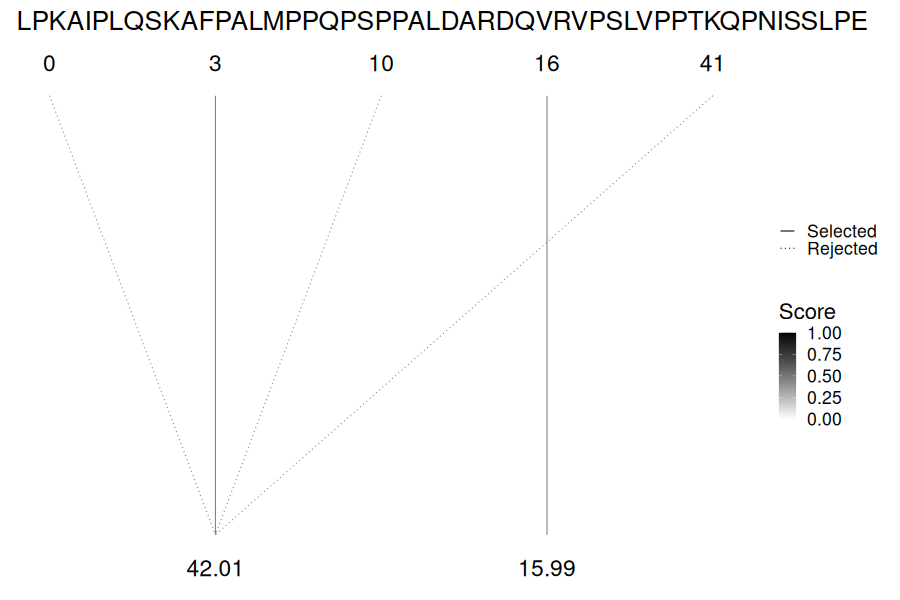 LPKAIPLQSKAFPALMPPQPSPPALDARDQVRVPSLVPPTKQPNISSLPE
0 3 10 16 41
Selected
Rejected
Score
1.00
0.75
0.50
0.25
0.00
42.01 15.99